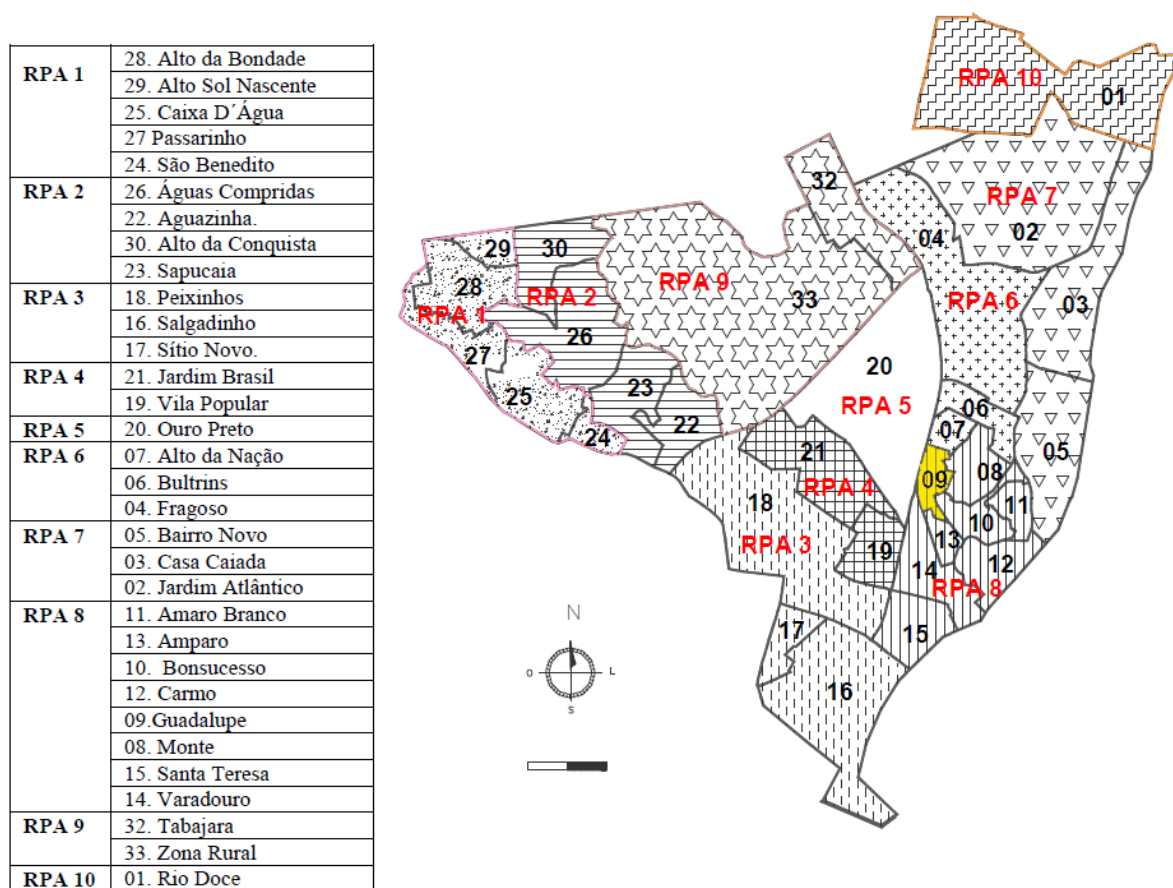 RPA 1
28. Alto da Bondade
29. Alto Sol Nascente
25. Caixa D´Água
27 Passarinho
24. São Benedito
RPA 2
26. Águas Compridas
22. Aguazinha.
30. Alto da Conquista
23. Sapucaia
RPA 3
18. Peixinhos
16. Salgadinho
17. Sítio Novo.
RPA 4
21. Jardim Brasil
19. Vila Popular
RPA 5
20. Ouro Preto
RPA 6
07. Alto da Nação
06. Bultrins
04. Fragoso
RPA 7
05. Bairro Novo
03. Casa Caiada
02. Jardim Atlântico
RPA 8
11. Amaro Branco
13. Amparo
10. Bonsucesso
12. Carmo
09.Guadalupe
08. Monte
15. Santa Teresa
14. Varadouro
RPA 9
32. Tabajara
33. Zona Rural
RPA 10
01. Rio Doce
RPA 10
01
32
RPA 7
02
04
29
30
28
RPA 2
RPA 9
33
RPA 6
03
RPA 1
26
27
20
25
23
RPA 5
06
24
22
07
21
08
05
09
RPA 4
11
18
10
RPA 3
19
13
12
14
RPA 8
17
15
16
N
O
L
S